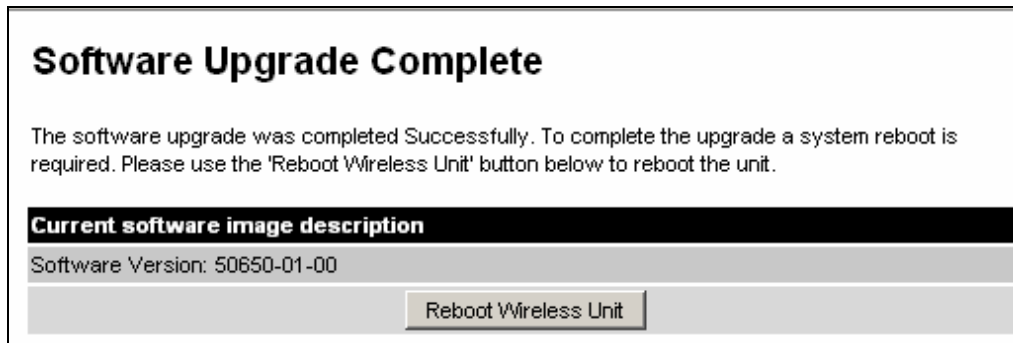 Software Upgrade Complete
The software upgrade was completed Successfully. To complete the upgrade a system reboot is
required. Please use the 'Reboot Wireless Unit' button below to reboot the unit.
Current software image description
Software Version: 50650-01-00
Reboot Wireless Unit